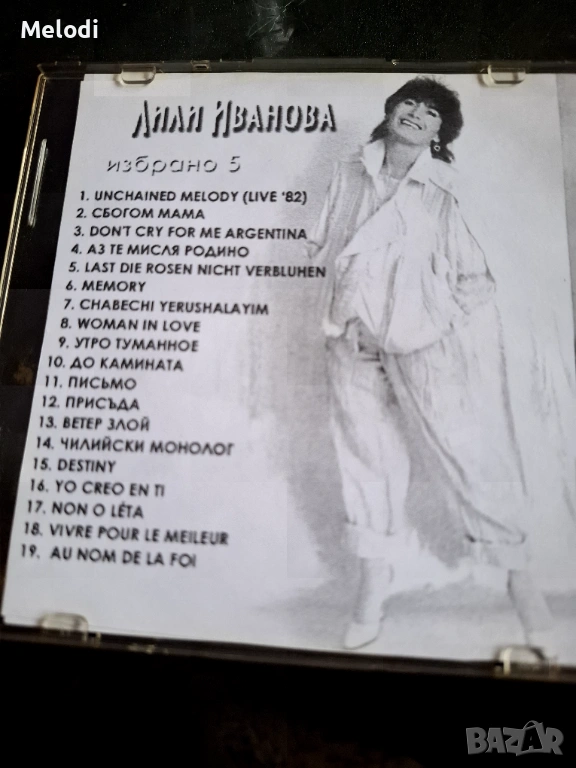 Melodi
ЛИЛИ ИВАНОВА
избрано 5
1. UNCHAINED MELODY (LIVE '82)
2. СБОГОМ МАМА
3. DON'T CRY FOR ME ARGENTINA
4. АЗ ТЕ МИСЛЯ РОДИНО
5. LAST DIE ROSEN NICHT VERBLUHEN
6. MEMORY
7. CHABECHI YERUSHALAYIM
8. WOMAN IN LOVE
9. УТРО ТУМАННОЕ
10. ДО КАМИНАТА
11. ПИСЬМО
12. ПРИСЪДА
13. ВЕТЕР ЗЛОЙ
14. ЧИЛИЙСКИ МОНОЛОГ
15. DESTINY
16. YO CREO EN TI
17. NON O LÉTA
18. VIVRE POUR LE MEILEUR
19. AU NOM DE LA FOI
BAZAR